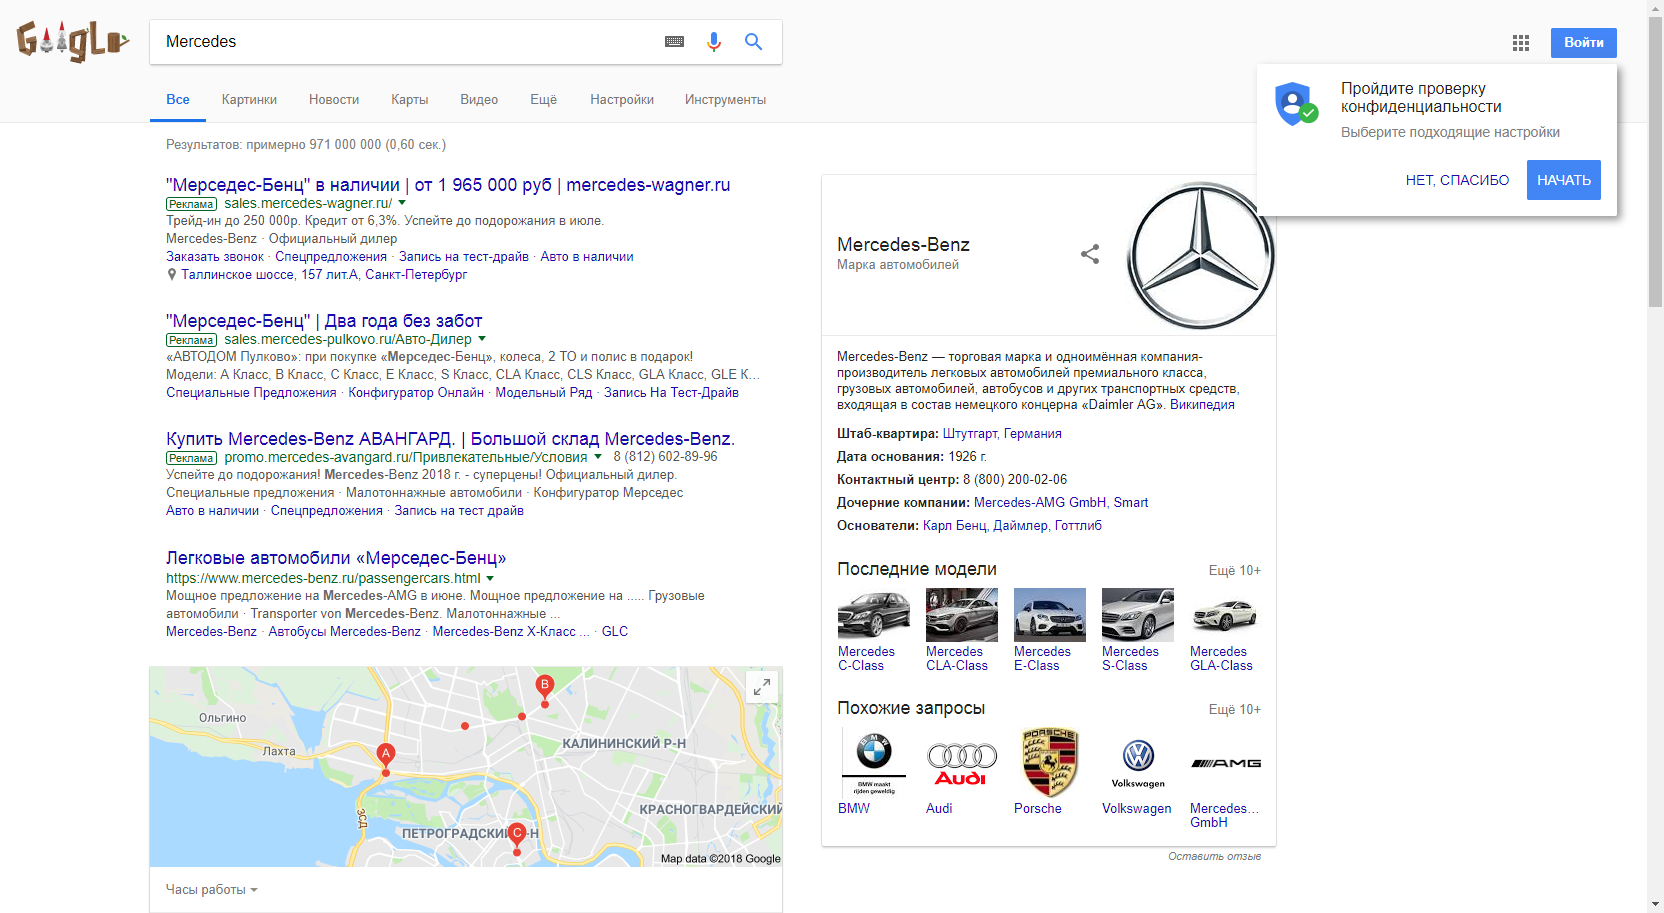 Mercedes
Войти
Все Картинки Новости Карты Видео Ещё Настройки Инструменты
Пройдите проверку
конфиденциальности
Выберите подходящие настройки
НЕТ, СПАСИБО НАЧАТЬ
Результатов: примерно 971 000 000 (0,60 сек.)
"Мерседес-Бенц" в наличии | от 1 965 000 руб | mercedes-wagner.ru
Реклама sales.mercedes-wagner.ru/
Трейд-ин до 250 000р. Кредит от 6,3%. Успейте до подорожания в июле.
Mercedes-Benz · Официальный дилер
Заказать звонок · Спецпредложения · Запись на тест-драйв · Авто в наличии
Таллинское шоссе, 157 лит.А, Санкт-Петербург
"Мерседес-Бенц" | Два года без забот
Реклама sales.mercedes-pulkovo.ru/Авто-Дилер
«АВТОДОМ Пулково»: при покупке «Мерседес-Бенц», колеса, 2 ТО и полис в подарок!
Модели: A Класс, B Класс, C Класс, E Класс, S Класс, CLA Класс, CLS Класс, GLA Класс, GLE К...
Специальные Предложения · Конфигуратор Онлайн · Модельный Ряд · Запись На Тест-Драйв
Купить Mercedes-Benz АВАНГАРД. | Большой склад Mercedes-Benz.
Реклама promo.mercedes-avangard.ru/Привлекательные/Условия 8 (812) 602-89-96
Успейте до подорожания! Mercedes-Benz 2018 г. - суперцены! Официальный дилер.
Специальные предложения · Малотоннажные автомобили · Конфигуратор Мерседес
Авто в наличии · Спецпредложения · Запись на тест драйв
Легковые автомобили «Мерседес-Бенц»
https://www.mercedes-benz.ru/passengercars.html
Мощное предложение на Mercedes-AMG в июне. Мощное предложение на ..... Грузовые
автомобили · Transporter von Mercedes-Benz. Малотоннажные ...
Mercedes-Benz · Автобусы Mercedes-Benz · Mercedes-Benz X-Класс ... · GLC
B
Ольгино
Лахта
A
КАЛИНИНСКИЙ Р-Н
КРАСНОГВАРДЕЙСКИЙ
ЗСД
ПЕТРОГРАДСКИЙ Р-Н
C
Map data ©2018 Google
Часы работы
Mercedes-Benz
Марка автомобилей
Mercedes-Benz — торговая марка и одноимённая компания-
производитель легковых автомобилей премиального класса,
грузовых автомобилей, автобусов и других транспортных средств,
входящая в состав немецкого концерна «Daimler AG». Википедия
Штаб-квартира: Штутгарт, Германия
Дата основания: 1926 г.
Контактный центр: 8 (800) 200-02-06
Дочерние компании: Mercedes-AMG GmbH, Smart
Основатели: Карл Бенц, Даймлер, Готтлиб
Последние модели Ещё 10+
Mercedes Mercedes Mercedes Mercedes Mercedes
C-Class CLA-Class E-Class S-Class GLA-Class
Похожие запросы Ещё 10+
BMW
BMW maakt
rijden geweldig
Audi
PORSCHE
Volkswagen
AMG
BMW Audi Porsche Volkswagen Mercedes...
GmbH
Оставить отзыв